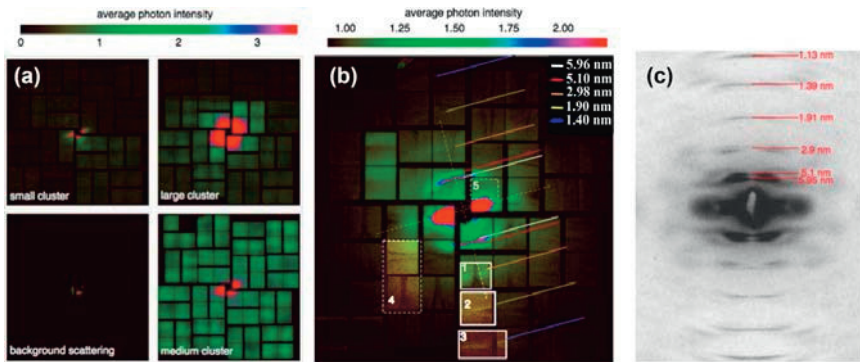 average photon intensity
0 1 2 3
(a)
small cluster
large cluster
background scattering
medium cluster
average photon intensity
1.00 1.25 1.50 1.75 2.00
(b)
5.96 nm
5.10 nm
2.98 nm
1.90 nm
1.40 nm
5
4
1
2
3
(c)
1.13 nm
1.39 nm
1.91 nm
2.9 nm
5.1 nm
5.95 nm